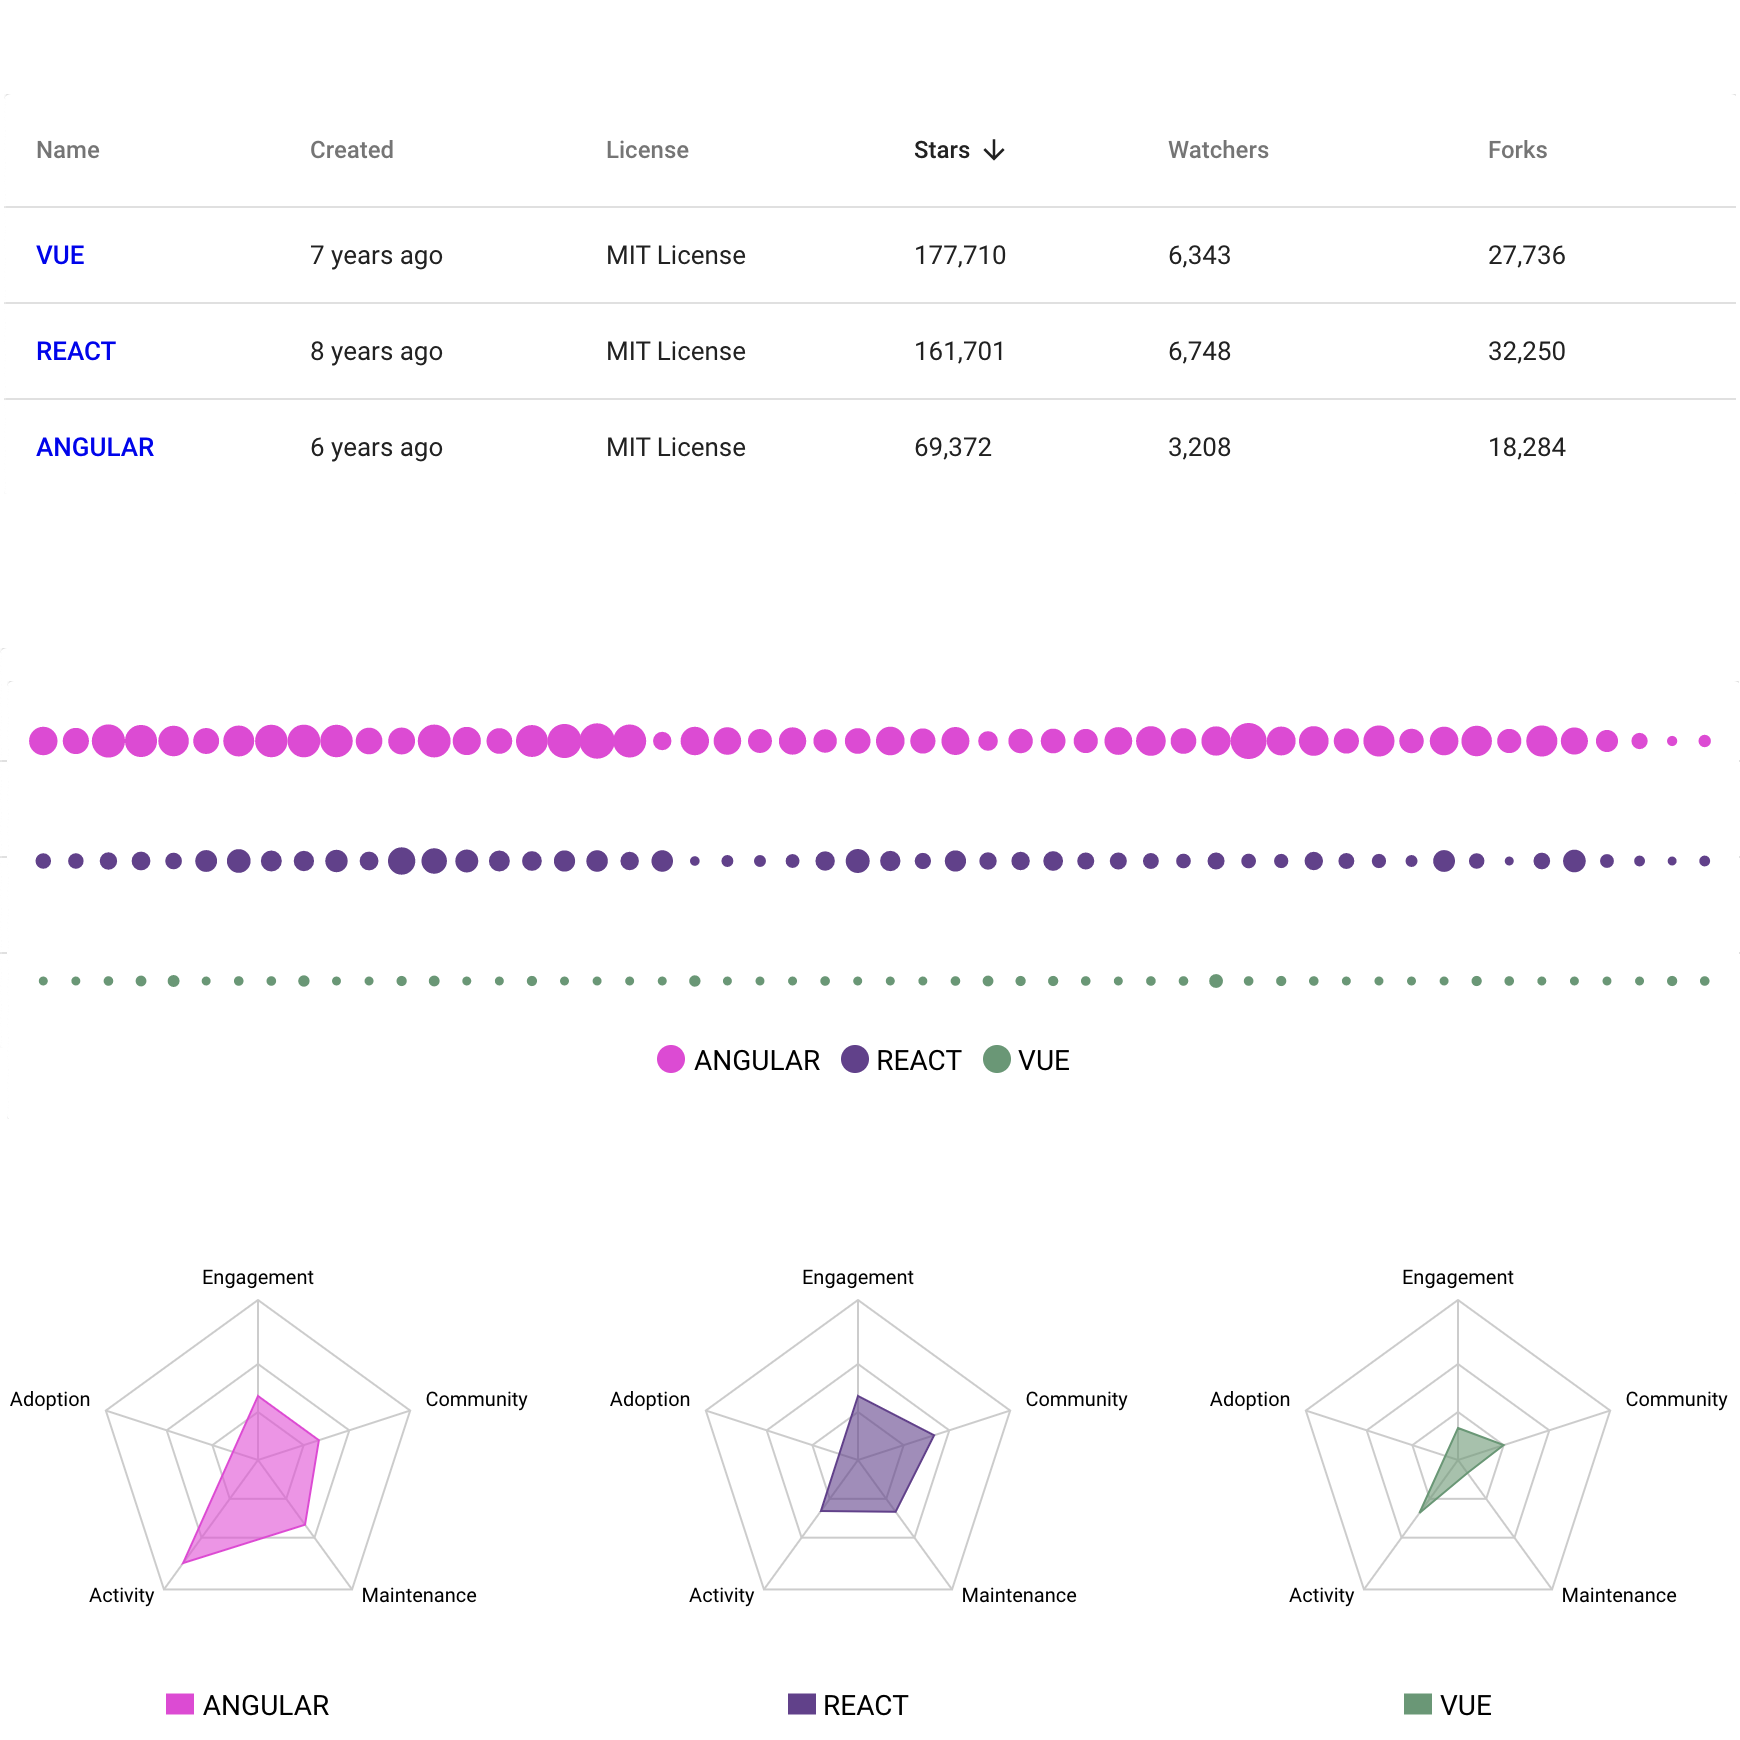 Name Created License Stars Watchers Forks
VUE 7 years ago MIT License 177,710 6,343 27,736
REACT 8 years ago MIT License 161,701 6,748 32,250
ANGULAR 6 years ago MIT License 69,372 3,208 18,284
ANGULAR REACT VUE
Engagement Engagement Engagement
Adoption Community Adoption Community Adoption Community
Activity Maintenance Activity Maintenance Activity Maintenance
ANGULAR REACT VUE